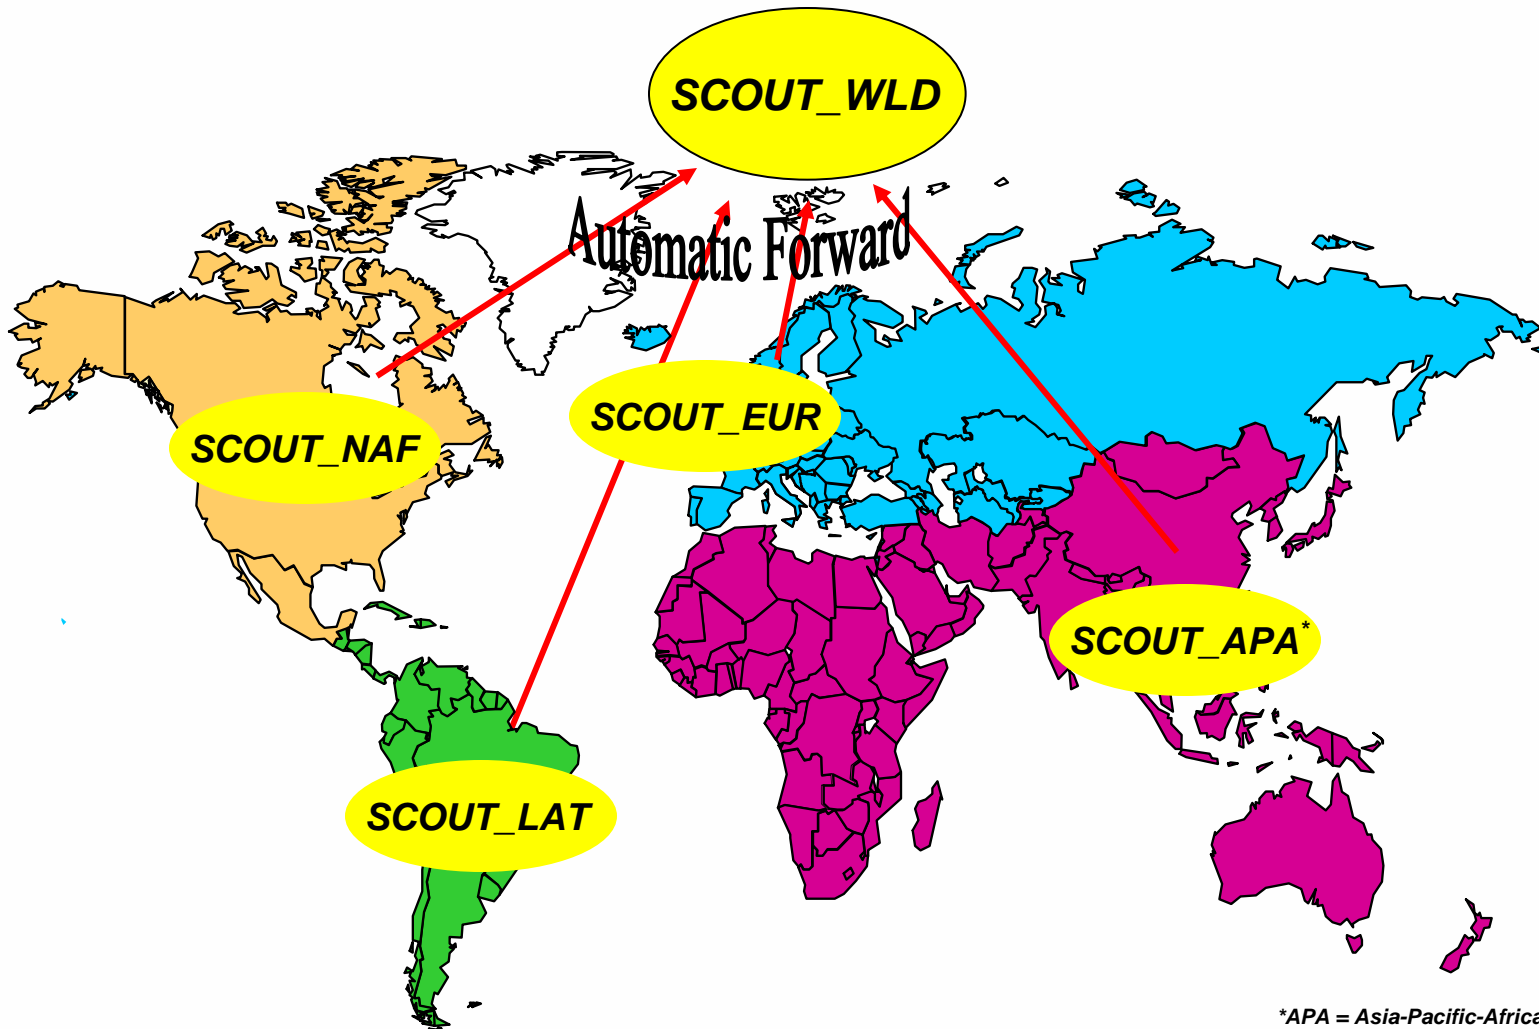 SCOUT_WLD
Automatic Forward
SCOUT_EUR
SCOUT_NAF
SCOUT_APA*
SCOUT_LAT
*APA = Asia-Pacific-Africa